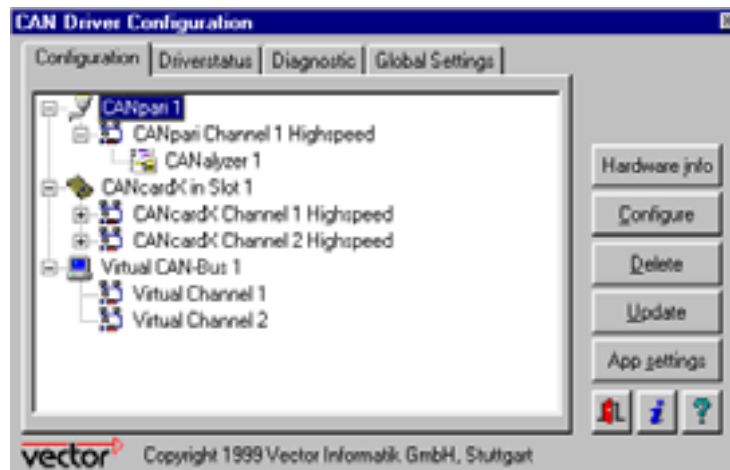 CAN Driver Configuration
Configuration Driverstatus Diagnostic Global Settings
CANpari 1
CANpari Channel 1 Highspeed
CANalyzer 1
CANcardX in Slot 1
CANcardX Channel 1 Highspeed
CANcardX Channel 2 Highspeed
Virtual CAN-Bus 1
Virtual Channel 1
Virtual Channel 2
Hardware info
Configure
Delete
Update
App settings
vector Copyright 1999 Vector Informatik GmbH, Stuttgart